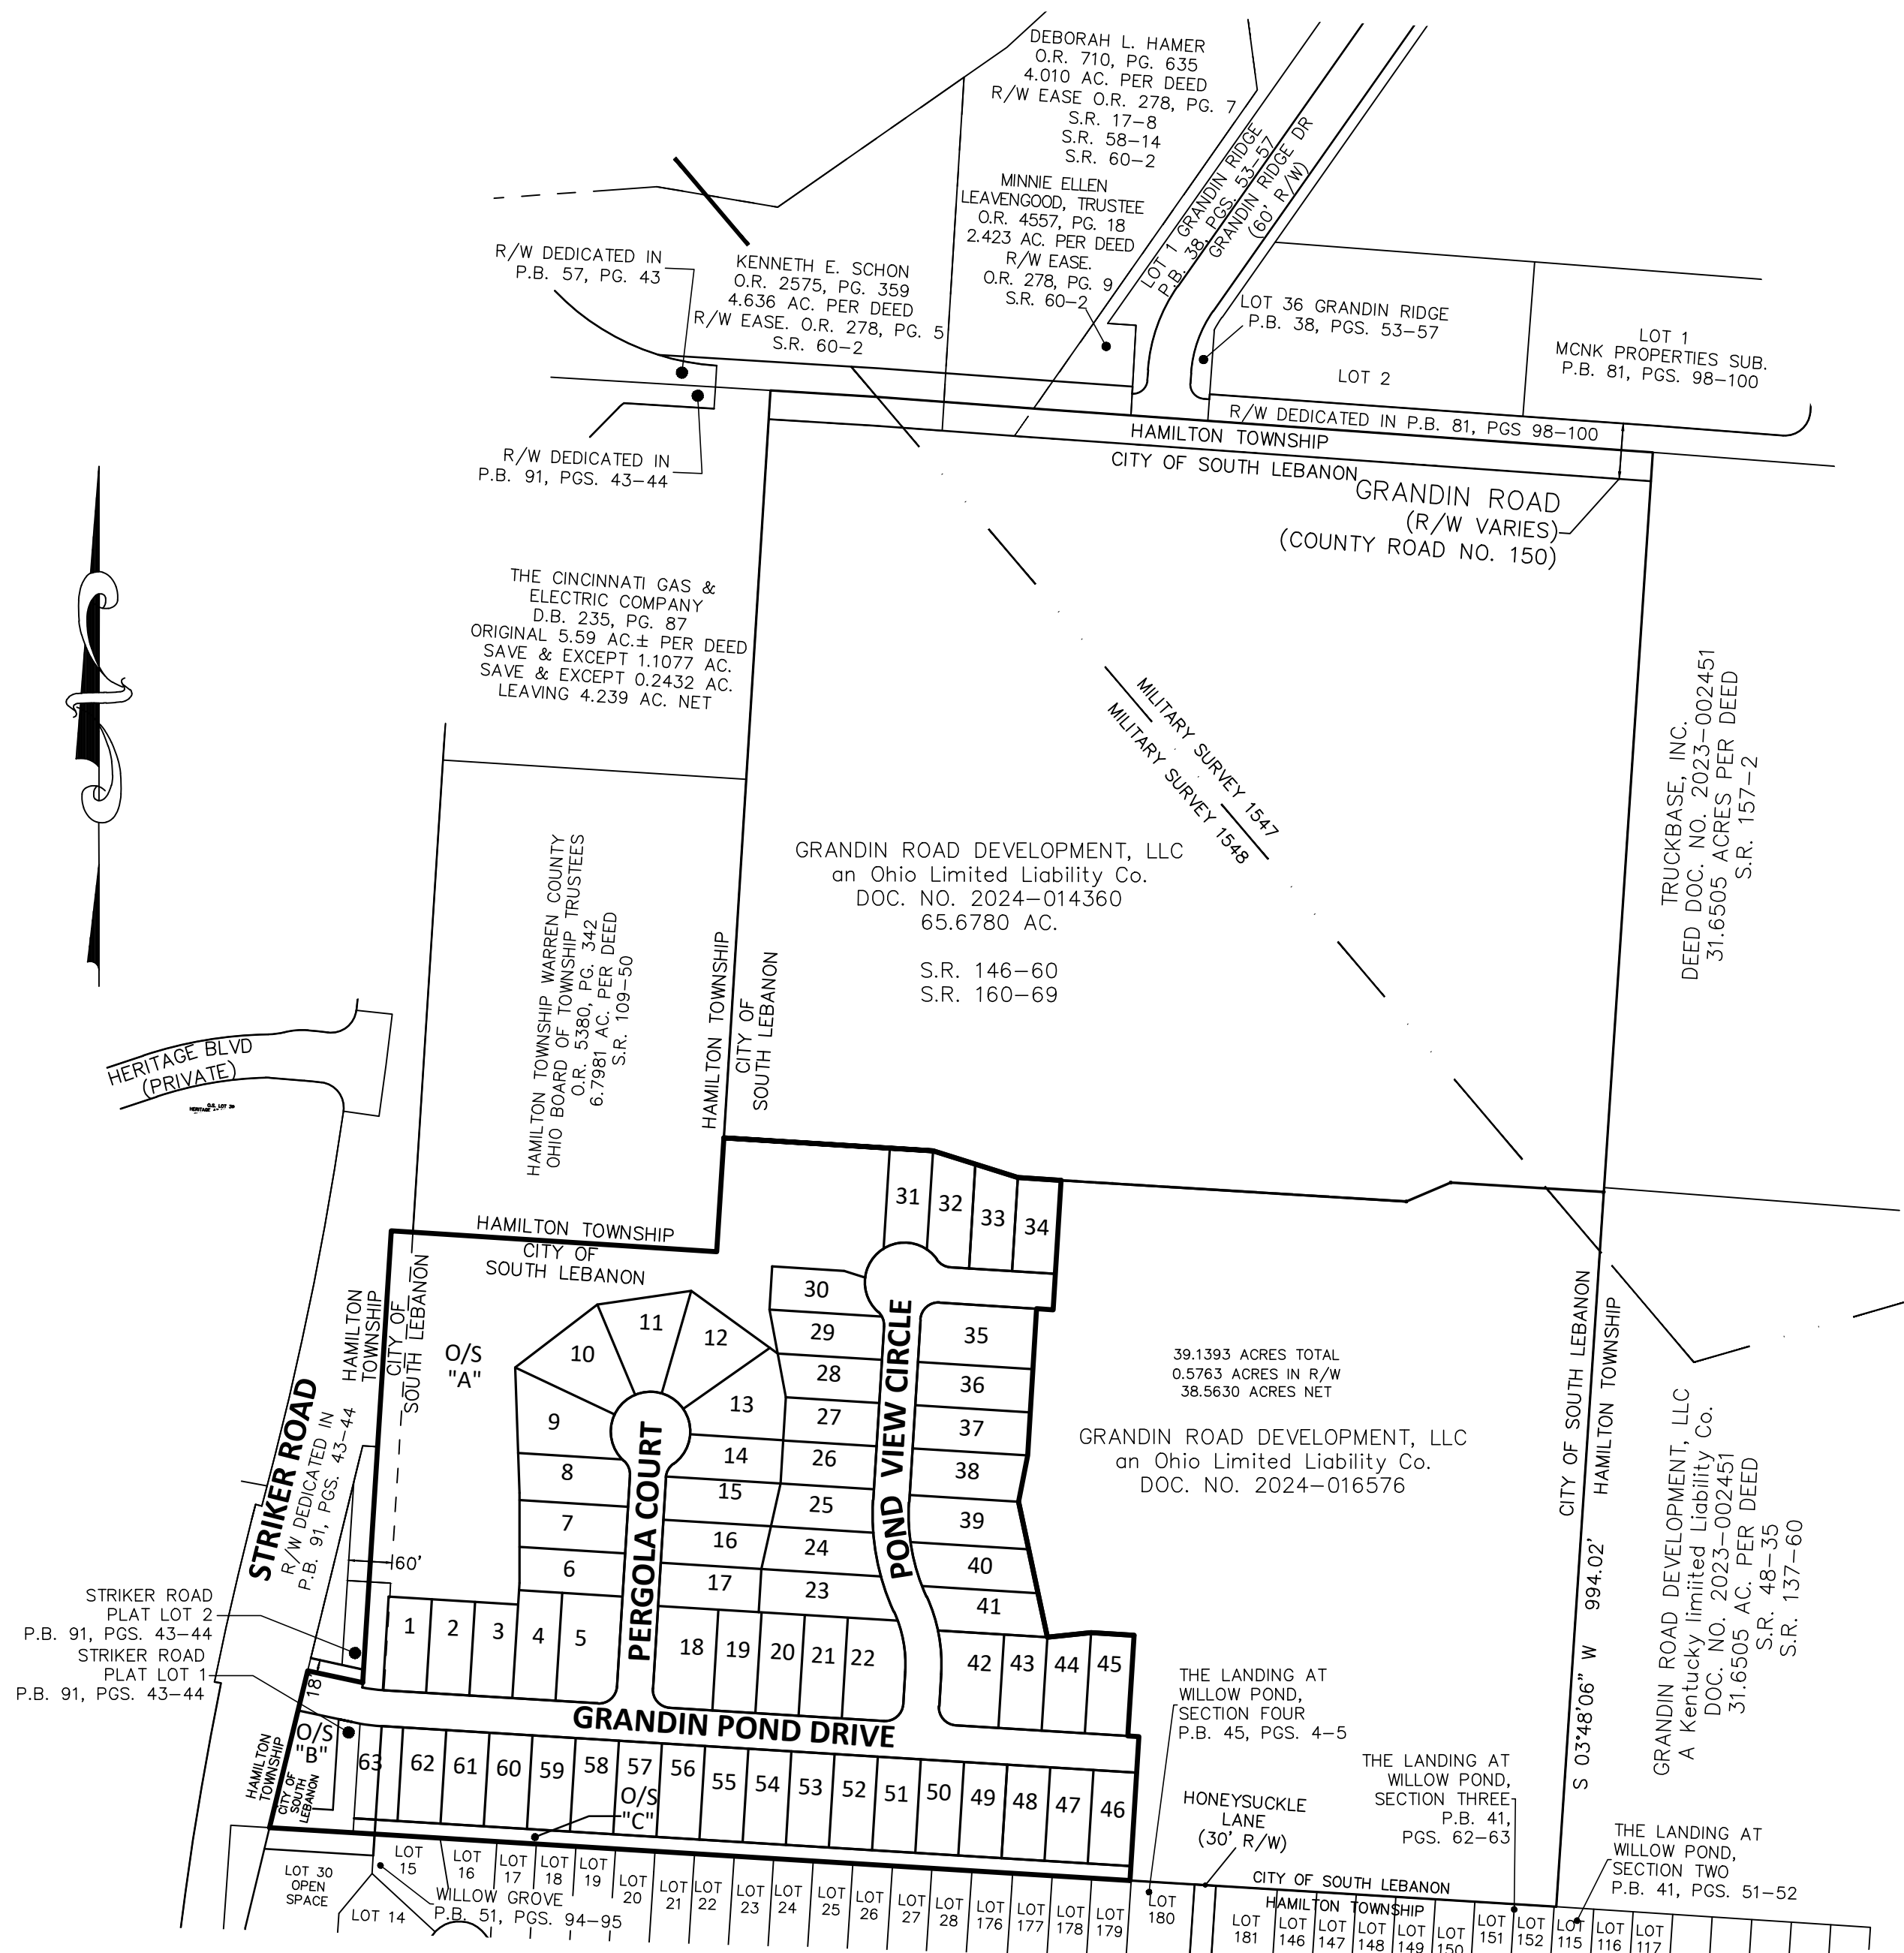 DEBORAH L. HAMER
O.R. 710, PG. 635
4.010 AC. PER DEED
R/W EASE O.R. 278, PG. 7
S.R. 17-8
S.R. 58-14
S.R. 60-2
MINNIE ELLEN
LEAVENGOOD, TRUSTEE
O.R. 4557, PG. 18
2.423 AC. PER DEED
R/W EASE.
O.R. 278, PG. 9
S.R. 60-2
LOT 1 GRANDIN RIDGE
P.B. 38, PGS. 53-57
GRANDIN RIDGE DR
(60' R/W)
R/W DEDICATED IN
P.B. 57, PG. 43
KENNETH E. SCHON
O.R. 2575, PG. 359
4.636 AC. PER DEED
R/W EASE. O.R. 278, PG. 5
S.R. 60-2
LOT 36 GRANDIN RIDGE
P.B. 38, PGS. 53-57
LOT 2
LOT 1
MCNK PROPERTIES SUB.
P.B. 81, PGS. 98-100
R/W DEDICATED IN P.B. 81, PGS 98-100
HAMILTON TOWNSHIP
CITY OF SOUTH LEBANON
GRANDIN ROAD
(R/W VARIES)
(COUNTY ROAD NO. 150)
R/W DEDICATED IN
P.B. 91, PGS. 43-44
THE CINCINNATI GAS &
ELECTRIC COMPANY
D.B. 235, PG. 87
ORIGINAL 5.59 AC.± PER DEED
SAVE & EXCEPT 1.1077 AC.
SAVE & EXCEPT 0.2432 AC.
LEAVING 4.239 AC. NET
MILITARY SURVEY 1547
MILITARY SURVEY 1548
TRUCKBASE, INC.
DEED DOC. NO. 2023-002451
31.6505 ACRES PER DEED
S.R. 157-2
GRANDIN ROAD DEVELOPMENT, LLC
an Ohio Limited Liability Co.
DOC. NO. 2024-014360
65.6780 AC.
S.R. 146-60
S.R. 160-69
HAMILTON TOWNSHIP WARREN COUNTY
OHIO BOARD OF TOWNSHIP TRUSTEES
O.R. 5380, PG. 342
6.7981 AC. PER DEED
S.R. 109-50
HAMILTON TOWNSHIP
CITY OF
SOUTH LEBANON
HERITAGE BLVD
(PRIVATE)
O.S. LOT 39
HERITAGE
HAMILTON TOWNSHIP
CITY OF
SOUTH LEBANON
HAMILTON
TOWNSHIP
CITY OF
SOUTH LEBANON
O/S
"A"
31
32
33
34
30
29
28
27
26
25
24
23
11
12
10
13
9
14
8
15
7
16
6
17
35
36
37
38
39
40
41
PERGOLA COURT
POND VIEW CIRCLE
39.1393 ACRES TOTAL
0.5763 ACRES IN R/W
38.5630 ACRES NET
GRANDIN ROAD DEVELOPMENT, LLC
an Ohio Limited Liability Co.
DOC. NO. 2024-016576
CITY OF SOUTH LEBANON
HAMILTON TOWNSHIP
S 03°48'06" W 994.02'
GRANDIN ROAD DEVELOPMENT, LLC
A Kentucky limiited Liability Co.
DOC. NO. 2023-002451
31.6505 AC. PER DEED
S.R. 48-35
S.R. 137-60
STRIKER ROAD
R/W DEDICATED IN
P.B. 91, PGS. 43-44
60'
STRIKER ROAD
PLAT LOT 2
P.B. 91, PGS. 43-44
STRIKER ROAD
PLAT LOT 1
P.B. 91, PGS. 43-44
18'
1
2
3
4
5
18
19
20
21
22
42
43
44
45
GRANDIN POND DRIVE
O/S
"B"
HAMILTON
TOWNSHIP
CITY OF
SOUTH
LEBANON
63
62
61
60
59
58
57
56
55
54
53
52
51
50
49
48
47
46
O/S
"C"
THE LANDING AT
WILLOW POND,
SECTION FOUR
P.B. 45, PGS. 4-5
HONEYSUCKLE
LANE
(30' R/W)
THE LANDING AT
WILLOW POND,
SECTION THREE
P.B. 41,
PGS. 62-63
THE LANDING AT
WILLOW POND,
SECTION TWO
P.B. 41, PGS. 51-52
CITY OF SOUTH LEBANON
HAMILTON TOWNSHIP
LOT 30
OPEN
SPACE
LOT 14
LOT
15
LOT
16
LOT
17
LOT
18
LOT
19
LOT
20
LOT
21
LOT
22
LOT
23
LOT
24
LOT
25
LOT
26
LOT
27
LOT
28
LOT
176
LOT
177
LOT
178
LOT
179
LOT
180
LOT
181
LOT
146
LOT
147
LOT
148
LOT
149
LOT
150
LOT
151
LOT
152
LOT
115
LOT
116
LOT
117
WILLOW GROVE
P.B. 51, PGS. 94-95